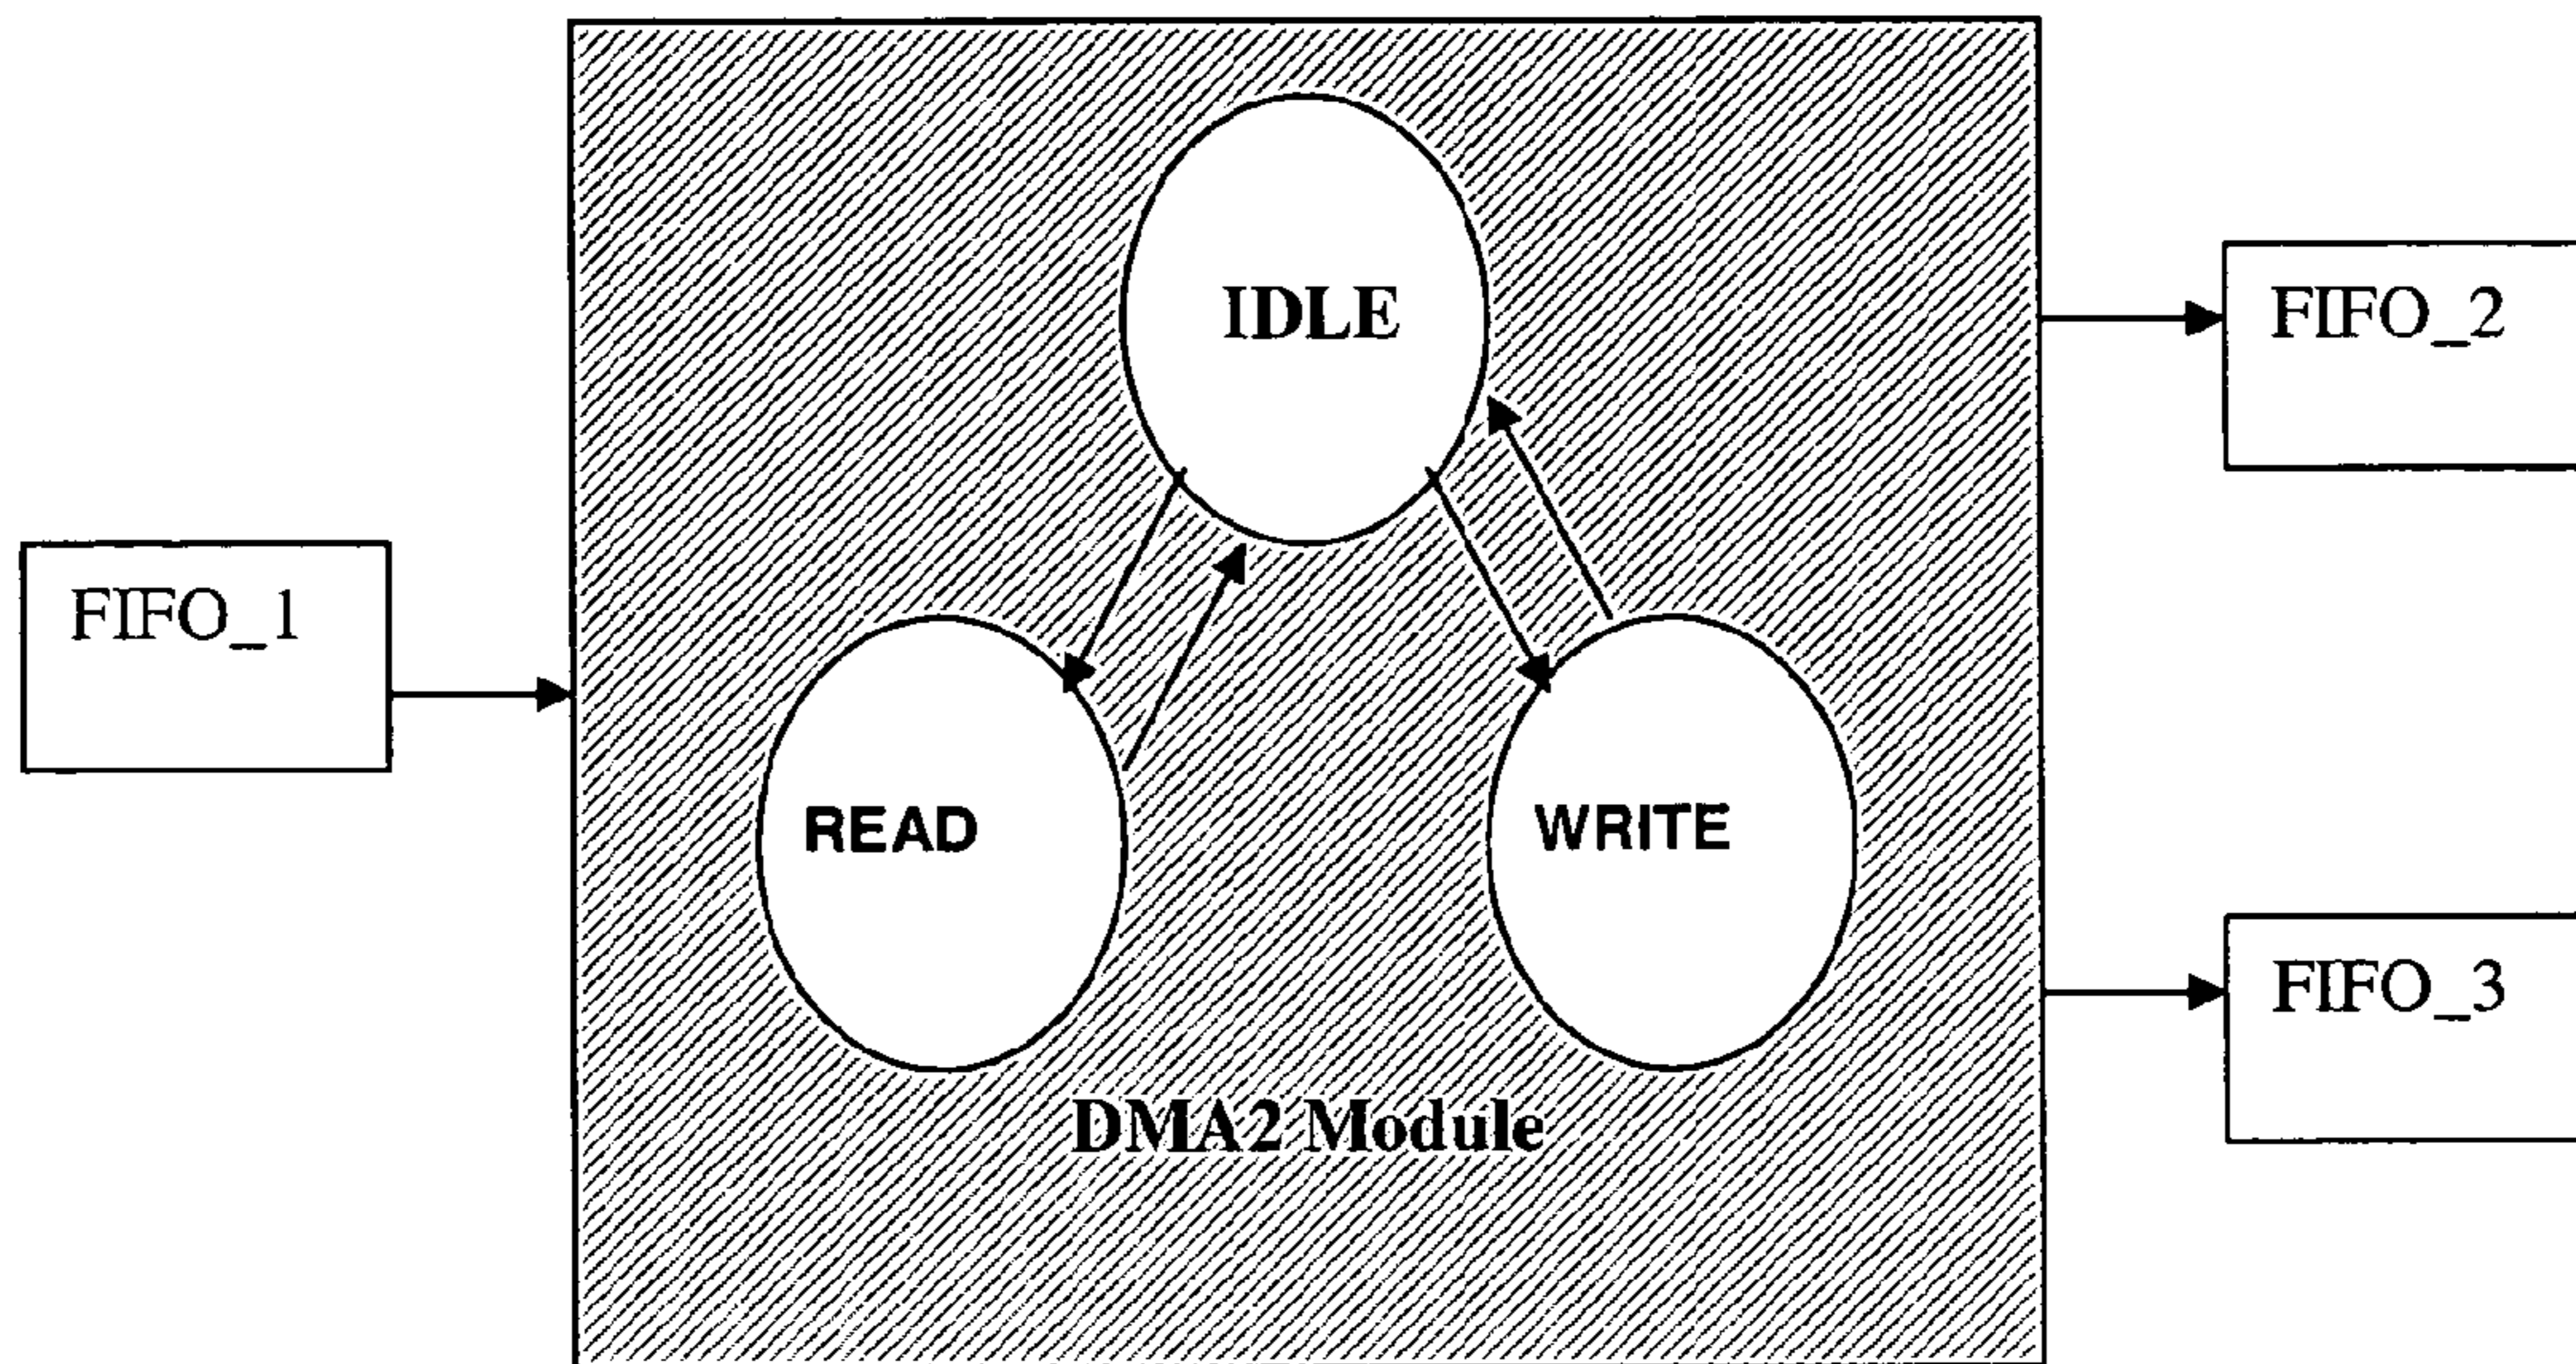 IDLE
FIFO_2
FIFO_1
READ
WRITE
FIFO_3
DMA2 Module